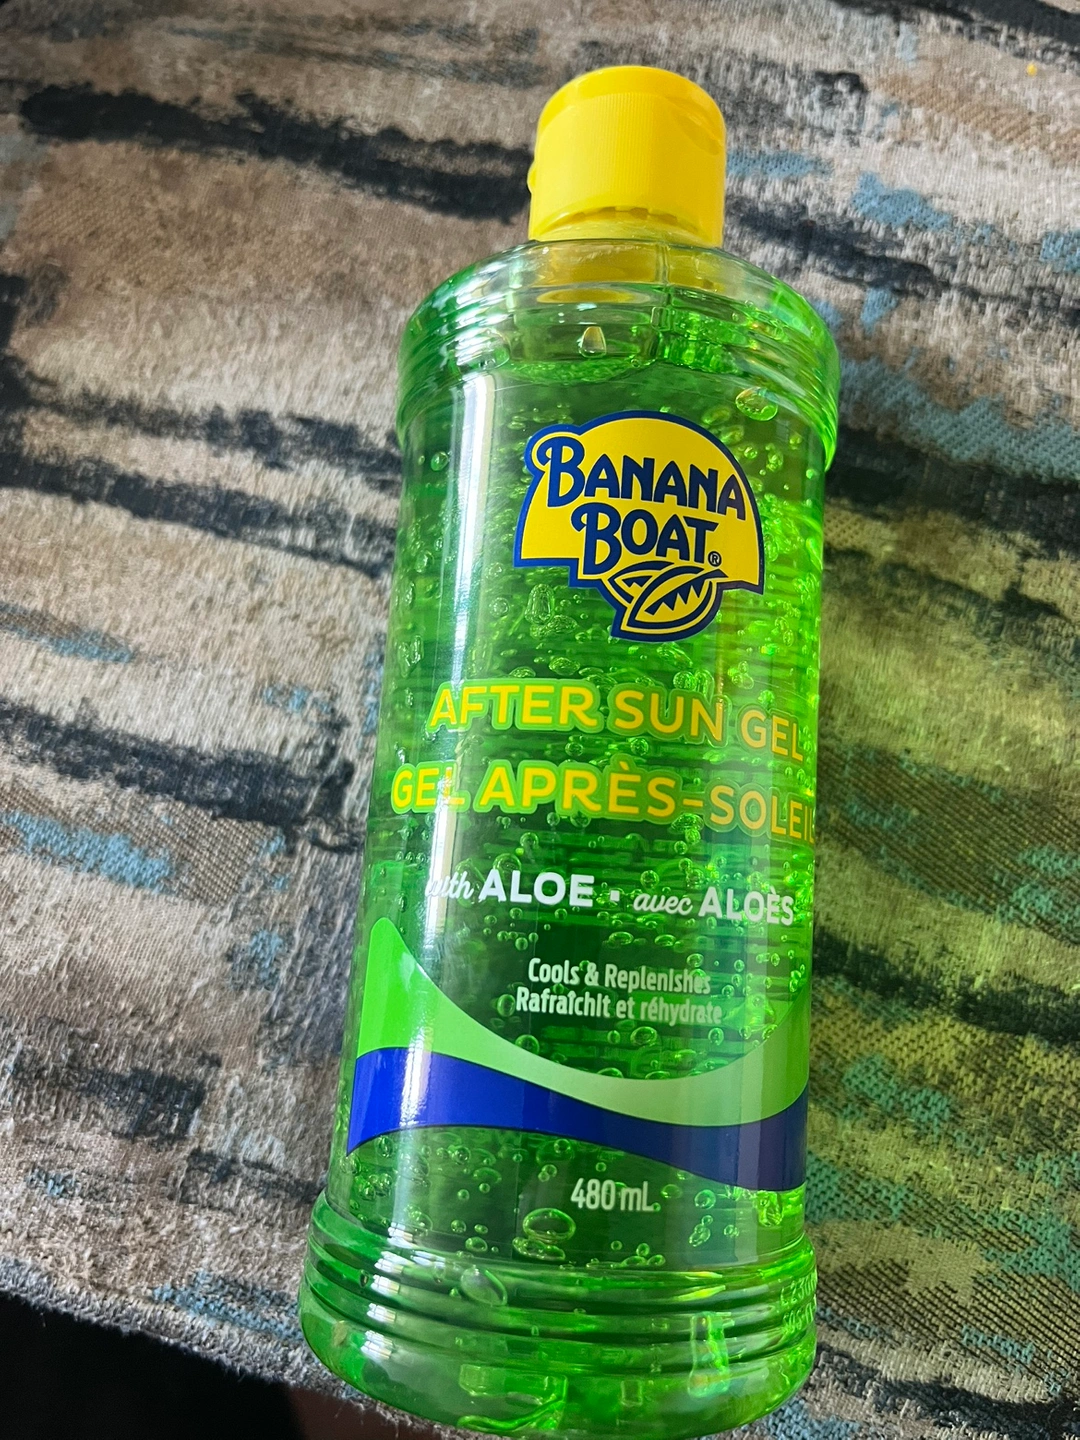 BANANA
BOAT®
AFTER SUN GEL
GEL APRÈS-SOLEIL
with ALOE · avec ALOÈS
Cools & Replenishes
Rafraîchit et réhydrate
480 mL